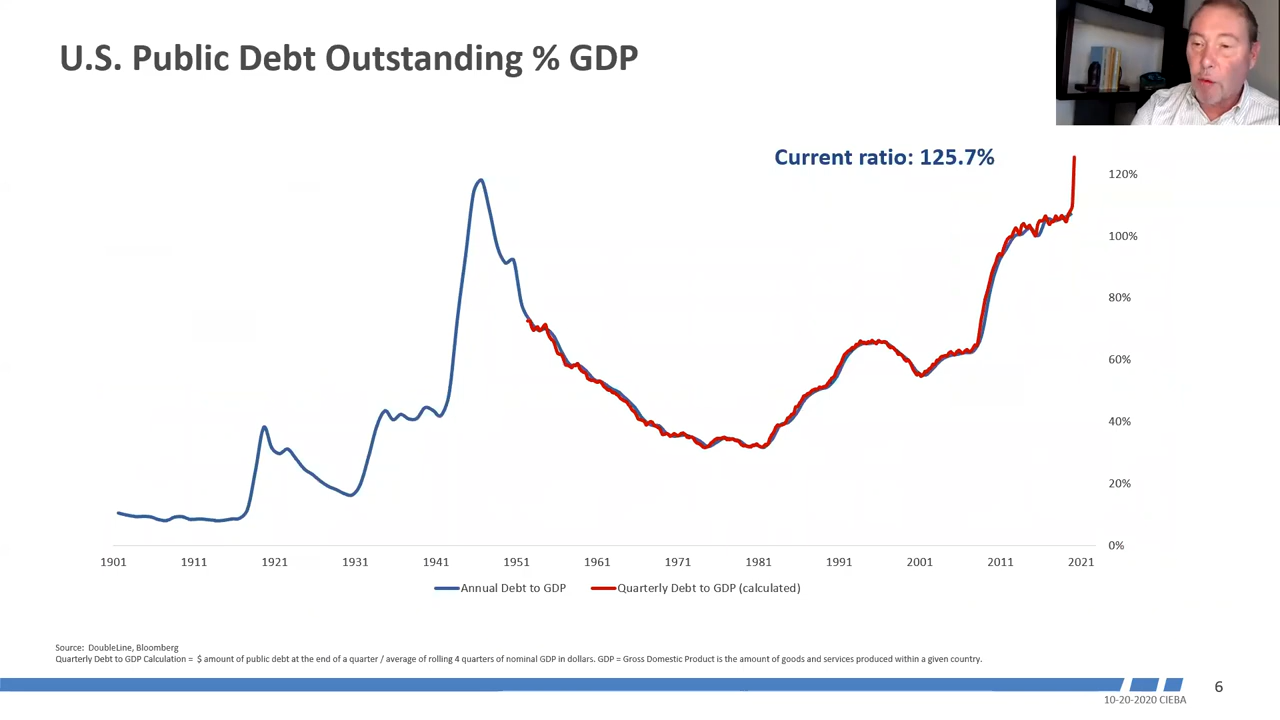 U.S. Public Debt Outstanding % GDP
Current ratio: 125.7%
120%
100%
80%
60%
40%
20%
0%
1901 1911 1921 1931 1941 1951 1961 1971 1981 1991 2001 2011 2021
Annual Debt to GDP Quarterly Debt to GDP (calculated)
Source: DoubleLine, Bloomberg
Quarterly Debt to GDP Calculation = $ amount of public debt at the end of a quarter / average of rolling 4 quarters of nominal GDP in dollars. GDP = Gross Domestic Product is the amount of goods and services produced within a given country.
6
10-20-2020 CIEBA